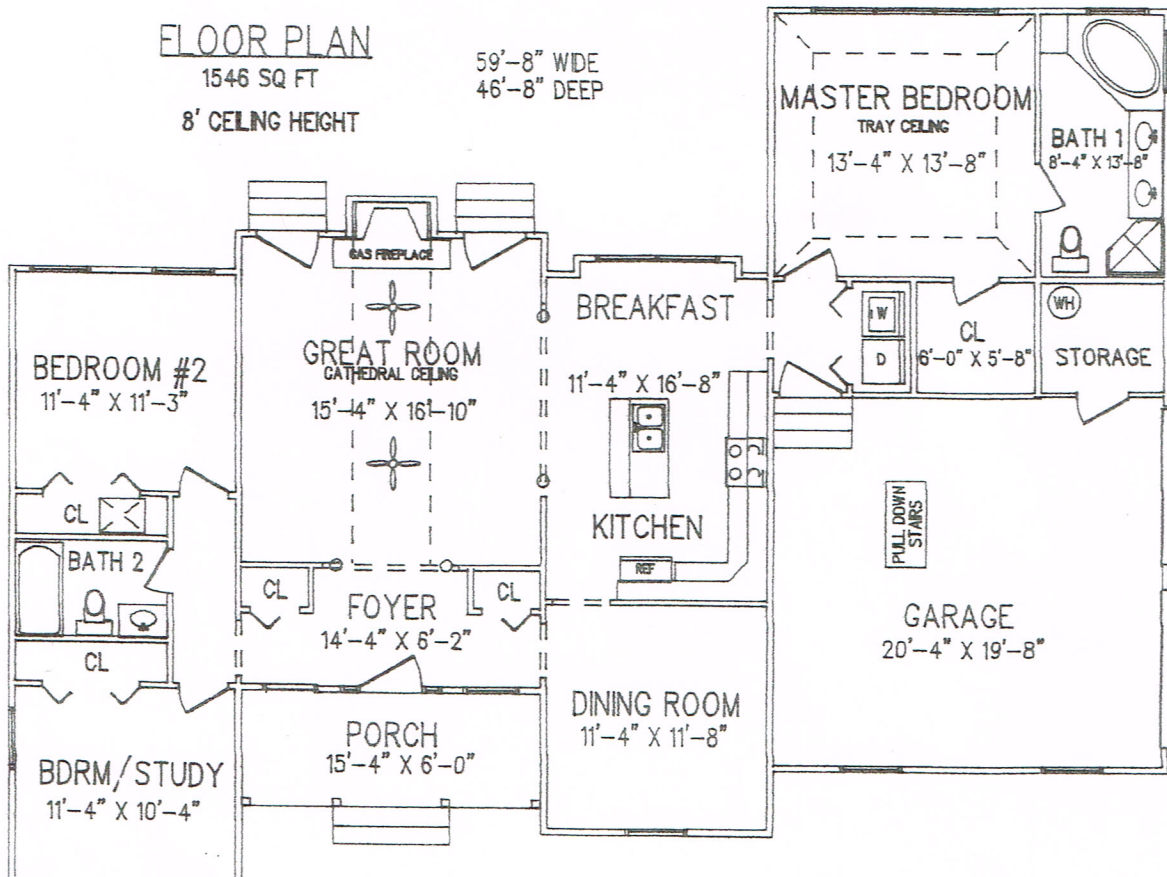 FLOOR PLAN
1546 SQ FT
8' CEILING HEIGHT
59'-8" WIDE
46'-8" DEEP
MASTER BEDROOM
TRAY CEILING
13'-4" X 13'-8"
BATH 1
8'-4" X 13'-8"
GAS FIREPLACE
BREAKFAST
11'-4" X 16'-8"
KITCHEN
REF
W
D
CL
6'-0" X 5'-8"
WH
STORAGE
GREAT ROOM
CATHEDRAL CEILING
15'-4" X 16'-10"
BEDROOM #2
11'-4" X 11'-3"
CL
BATH 2
CL
CL
CL
FOYER
14'-4" X 6'-2"
PULL DOWN
STAIRS
GARAGE
20'-4" X 19'-8"
DINING ROOM
11'-4" X 11'-8"
PORCH
15'-4" X 6'-0"
BDRM/STUDY
11'-4" X 10'-4"